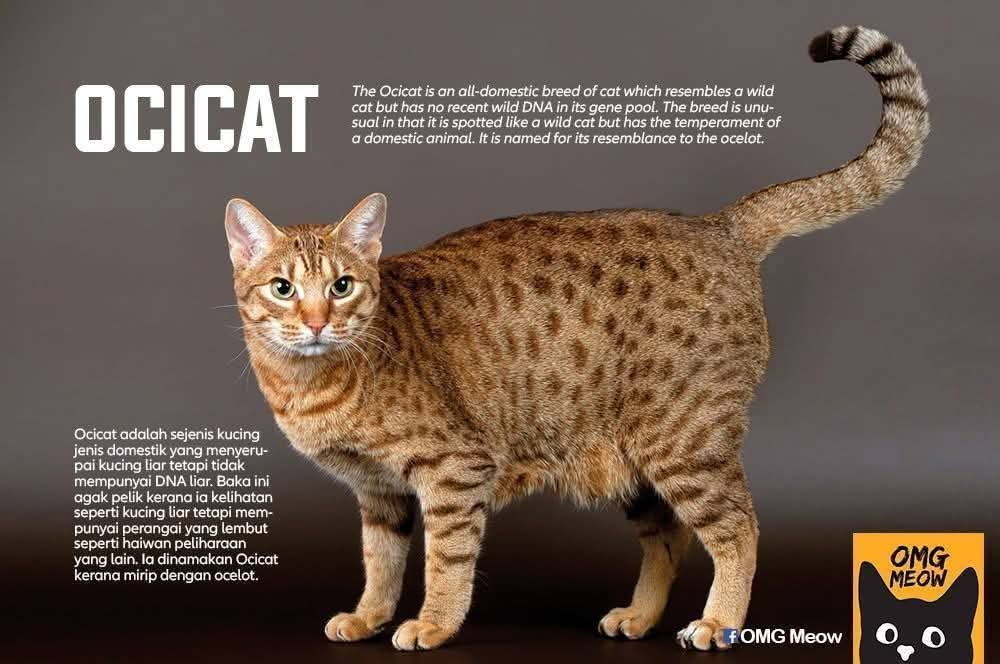 OCICAT
The Ocicat is an all-domestic breed of cat which resembles a wild
cat but has no recent wild DNA in its gene pool. The breed is unu-
sual in that it is spotted like a wild cat but has the temperament of
a domestic animal. It is named for its resemblance to the ocelot.
Ocicat adalah sejenis kucing
jenis domestik yang menyeru-
pai kucing liar tetapi tidak
mempunyai DNA liar. Baka ini
agak pelik kerana ia kelihatan
seperti kucing liar tetapi mem-
punyai perangai yang lembut
seperti haiwan peliharaan
yang lain. Ia dinamakan Ocicat
kerana mirip dengan ocelot.
OMG
MEOW
f OMG Meow